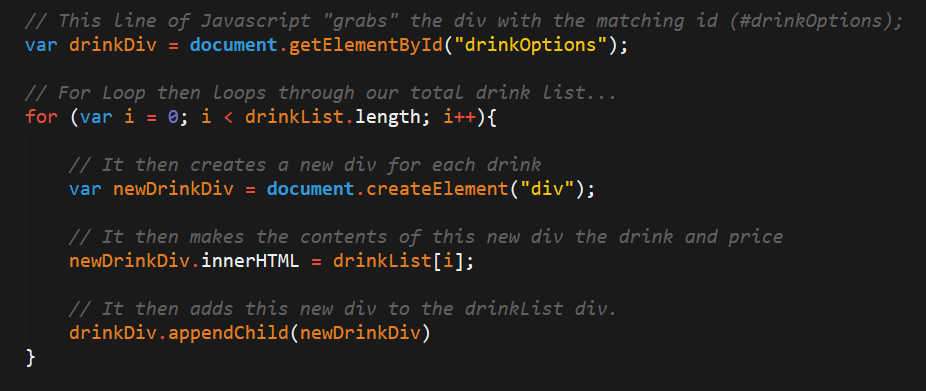 // This line of Javascript "grabs" the div with the matching id (#drinkOptions);
var drinkDiv = document.getElementById("drinkOptions");
// For Loop then loops through our total drink list...
for (var i = 0; i < drinkList.length; i++){
// It then creates a new div for each drink
var newDrinkDiv = document.createElement("div");
// It then makes the contents of this new div the drink and price
newDrinkDiv.innerHTML = drinkList[i];
// It then adds this new div to the drinkList div.
drinkDiv.appendChild(newDrinkDiv)
}